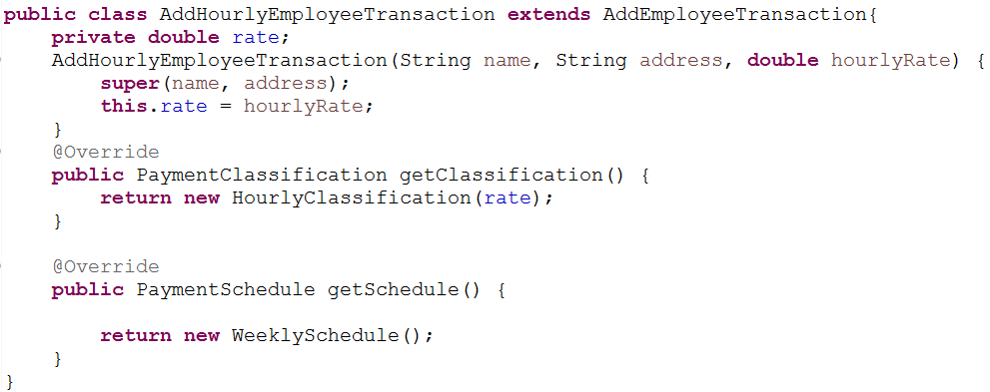 public class AddHourlyEmployeeTransaction extends AddEmployeeTransaction{
    private double rate;
    AddHourlyEmployeeTransaction(String name, String address, double hourlyRate) {
        super(name, address);
        this.rate = hourlyRate;
    }
    @Override
    public PaymentClassification getClassification() {
        return new HourlyClassification(rate);
    }

    @Override
    public PaymentSchedule getSchedule() {

        return new WeeklySchedule();
    }
}